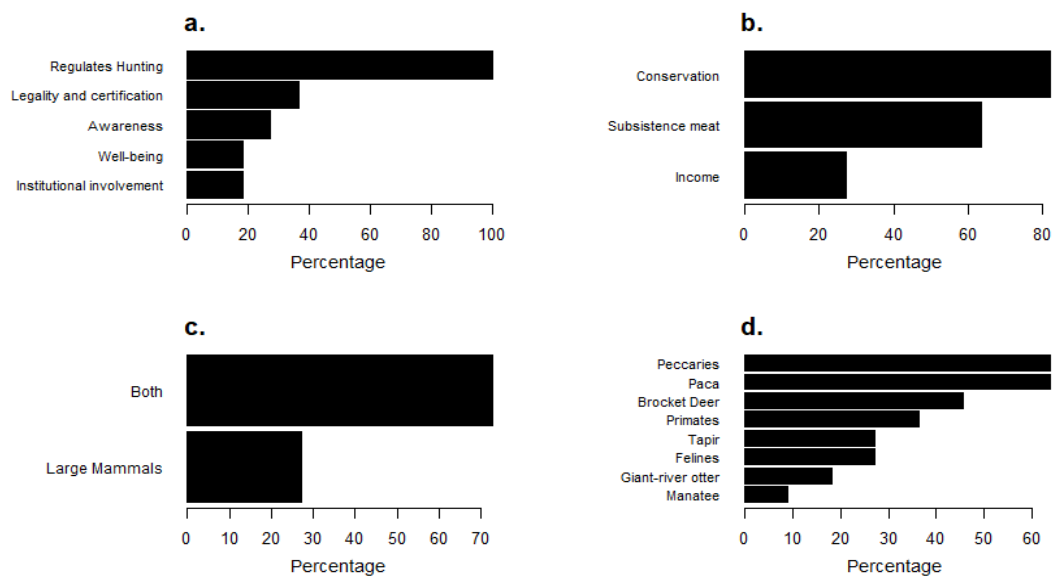 a.
Regulates Hunting
Legality and certification
Awareness
Well-being
Institutional involvement
0 20 40 60 80 100
Percentage
b.
Conservation
Subsistence meat
Income
0 20 40 60 80
Percentage
c.
Both
Large Mammals
0 10 20 30 40 50 60 70
Percentage
d.
Peccaries
Paca
Brocket Deer
Primates
Tapir
Felines
Giant-river otter
Manatee
0 10 20 30 40 50 60
Percentage